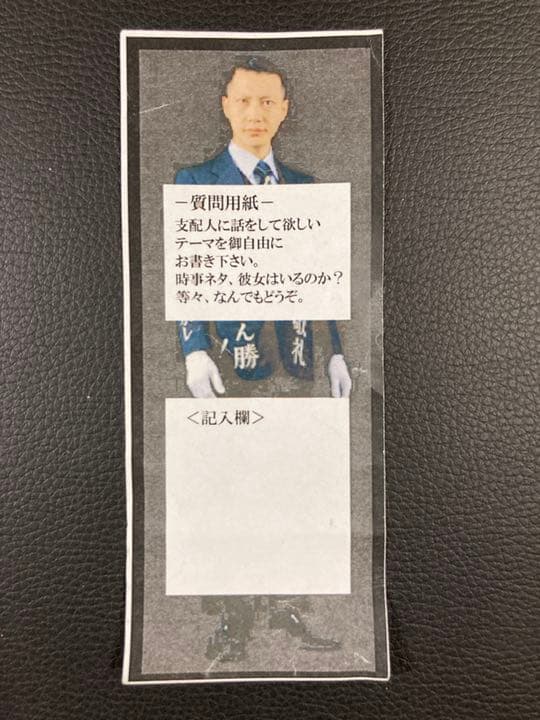 －質問用紙－
支配人に話をして欲しい
テーマを御自由に
お書き下さい。
時事ネタ、彼女はいるのか？
等々、なんでもどうぞ。
ん勝
敬礼
＜記入欄＞